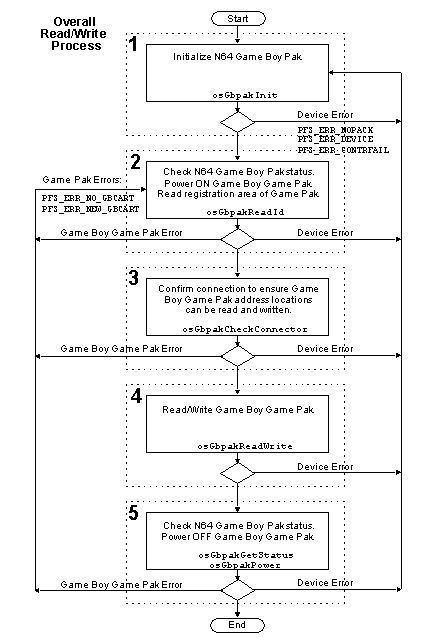 Overall
Read/Write
Process
Start
1
Initialize N64 Game Boy Pak
osGbpakInit
Device Error
PFS_ERR_NOPACK
PFS_ERR_DEVICE
PFS_ERR_CONTRFAIL
2
Check N64 Game Boy Pak status.
Power ON Game Boy Game Pak.
Read registration area of Game Pak
osGbpakReadId
Game Pak Errors:
PFS_ERR_NO_GBCART
PFS_ERR_NEW_GBCART
Game Boy Game Pak Error
Device Error
3
Confirm connection to ensure Game
Boy Game Pak address locations
can be read and written.
osGbpakCheckConnector
Game Boy Game Pak Error
Device Error
4
Read/Write Game Boy Game Pak
osGbpakReadWrite
Device Error
5
Check N64 Game Boy Pak status.
Power OFF Game Boy Game Pak
osGbpakGetStatus
osGbpakPower
Game Boy Game Pak Error
Device Error
End